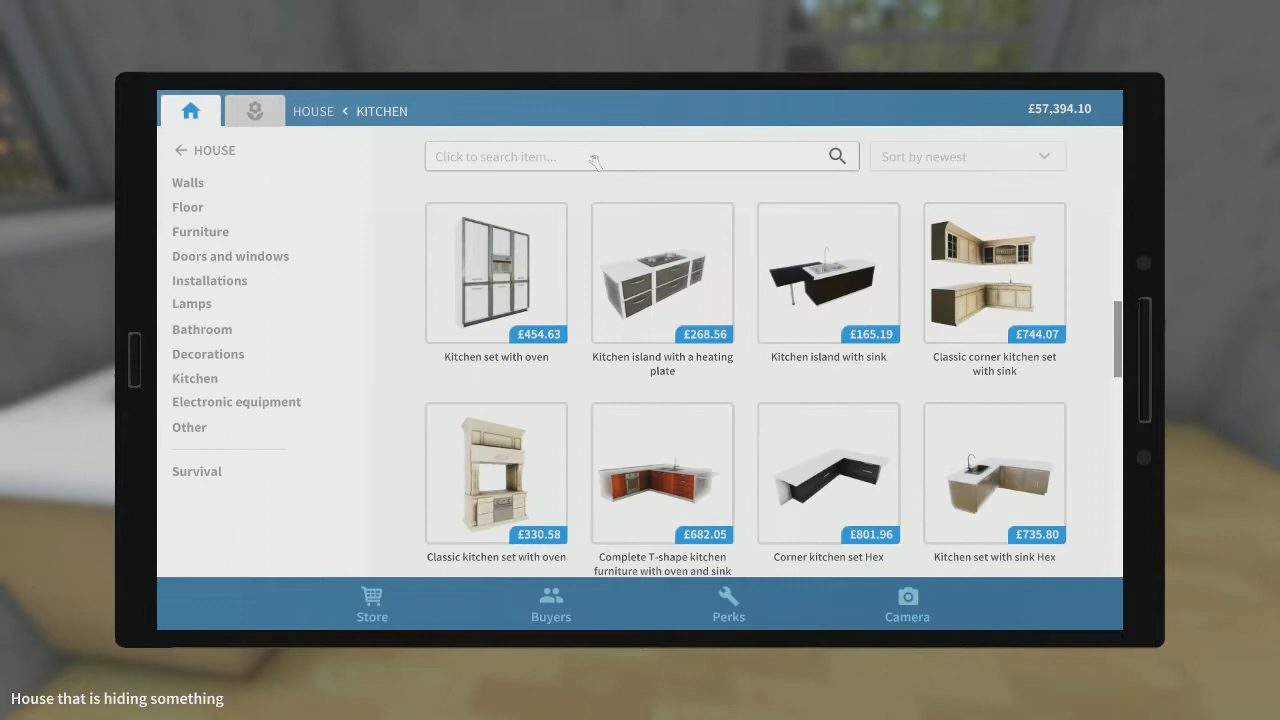 HOUSE < KITCHEN
£57,394.10
HOUSE
Walls
Floor
Furniture
Doors and windows
Installations
Lamps
Bathroom
Decorations
Kitchen
Electronic equipment
Other
Survival
Click to search item...
Sort by newest
£454.63
Kitchen set with oven
£268.56
Kitchen island with a heating
plate
£165.19
Kitchen island with sink
£744.07
Classic corner kitchen set
with sink
£330.58
Classic kitchen set with oven
£682.05
Complete T-shape kitchen
furniture with oven and sink
£801.96
Corner kitchen set Hex
£735.80
Kitchen set with sink Hex
Store
Buyers
Perks
Camera
House that is hiding something